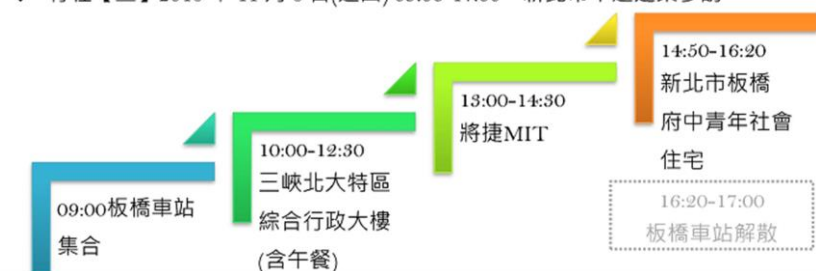 09:00板橋車站
集合
10:00-12:30
三峽北大特區
綜合行政大樓
(含午餐)
13:00-14:30
將捷MIT
14:50-16:20
新北市板橋
府中青年社會
住宅
16:20-17:00
板橋車站解散